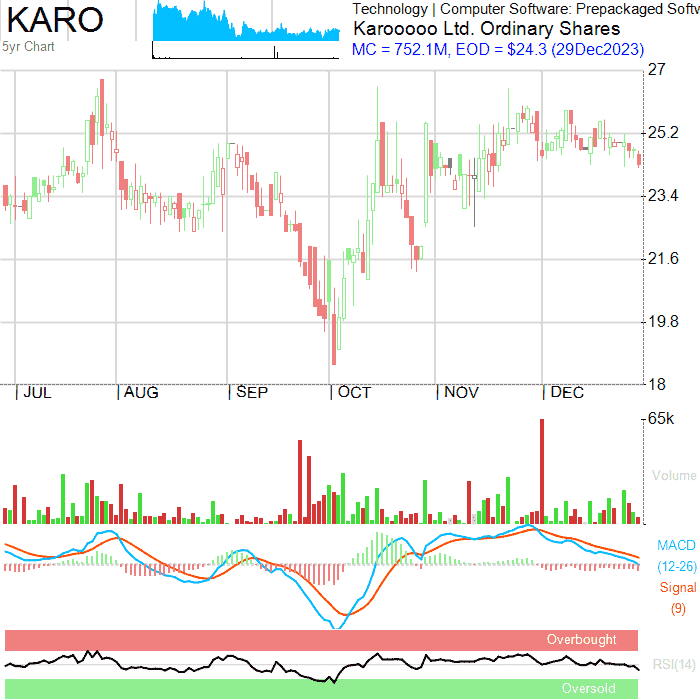 KARO
5yr Chart
Technology | Computer Software: Prepackaged Softw
Karooooo Ltd. Ordinary Shares
MC = 752.1M, EOD = $24.3 (29Dec2023)
27
25.2
23.4
21.6
19.8
18
JUL
AUG
SEP
OCT
NOV
DEC
65k
Volume
MACD
(12-26)
Signal
(9)
Overbought
RSI(14)
Oversold